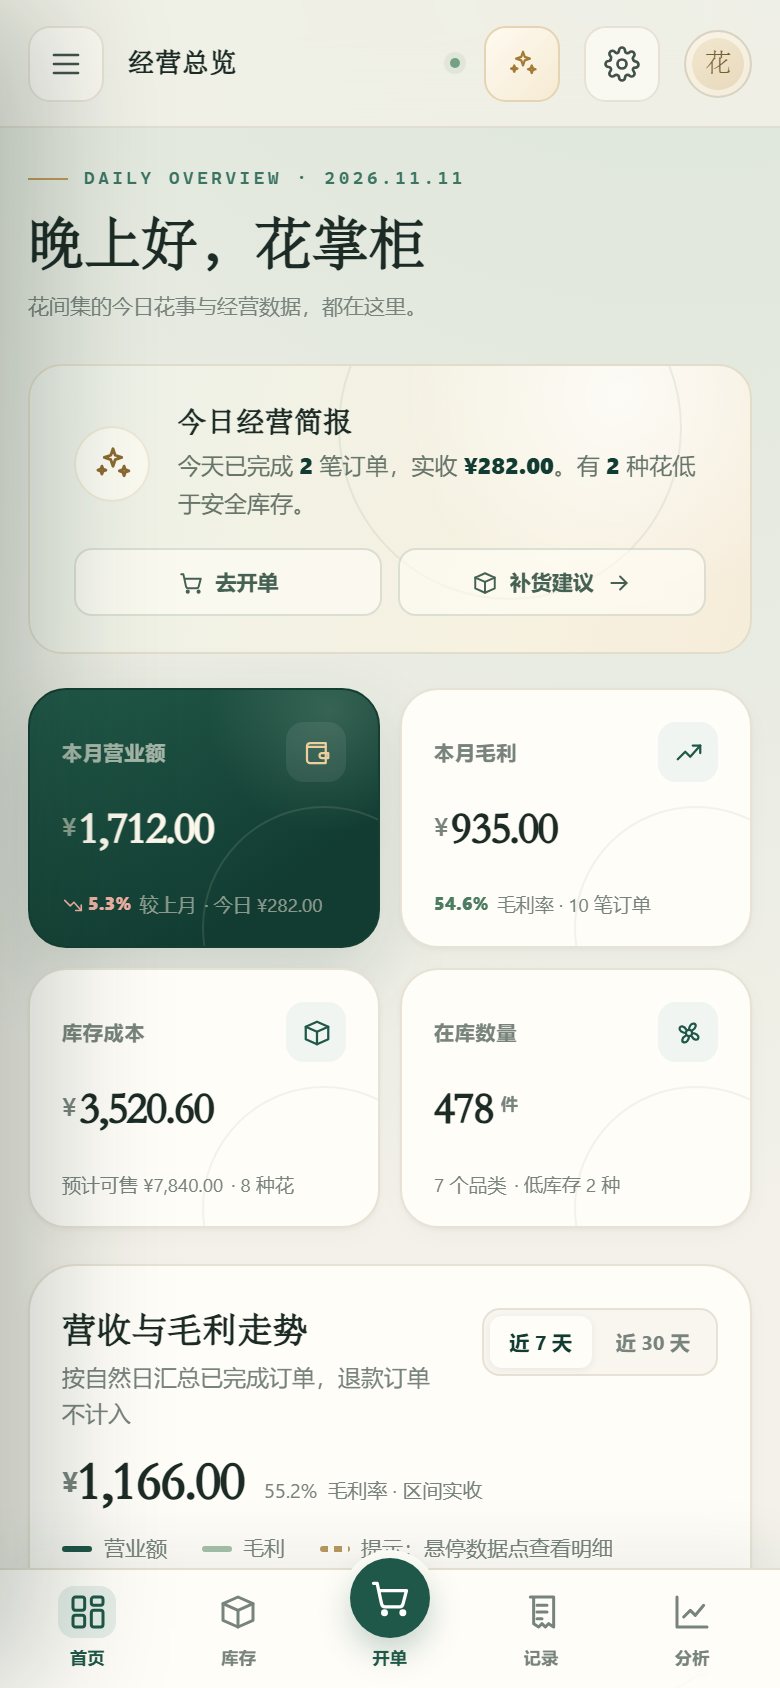 经营总览
花
DAILY OVERVIEW · 2026.11.11
晚上好，花掌柜
花间集的今日花事与经营数据，都在这里。
今日经营简报
今天已完成 2 笔订单，实收 ¥282.00。有 2 种花低
于安全库存。
去开单
补货建议 →
本月营业额
¥1,712.00
5.3% 较上月 · 今日 ¥282.00
本月毛利
¥935.00
54.6% 毛利率 · 10 笔订单
库存成本
¥3,520.60
预计可售 ¥7,840.00 · 8 种花
在库数量
478 件
7 个品类 · 低库存 2 种
营收与毛利走势
近 7 天
近 30 天
按自然日汇总已完成订单，退款订单
不计入
¥1,166.00 55.2% 毛利率 · 区间实收
营业额 毛利 提示：悬停数据点查看明细
首页
库存
开单
记录
分析